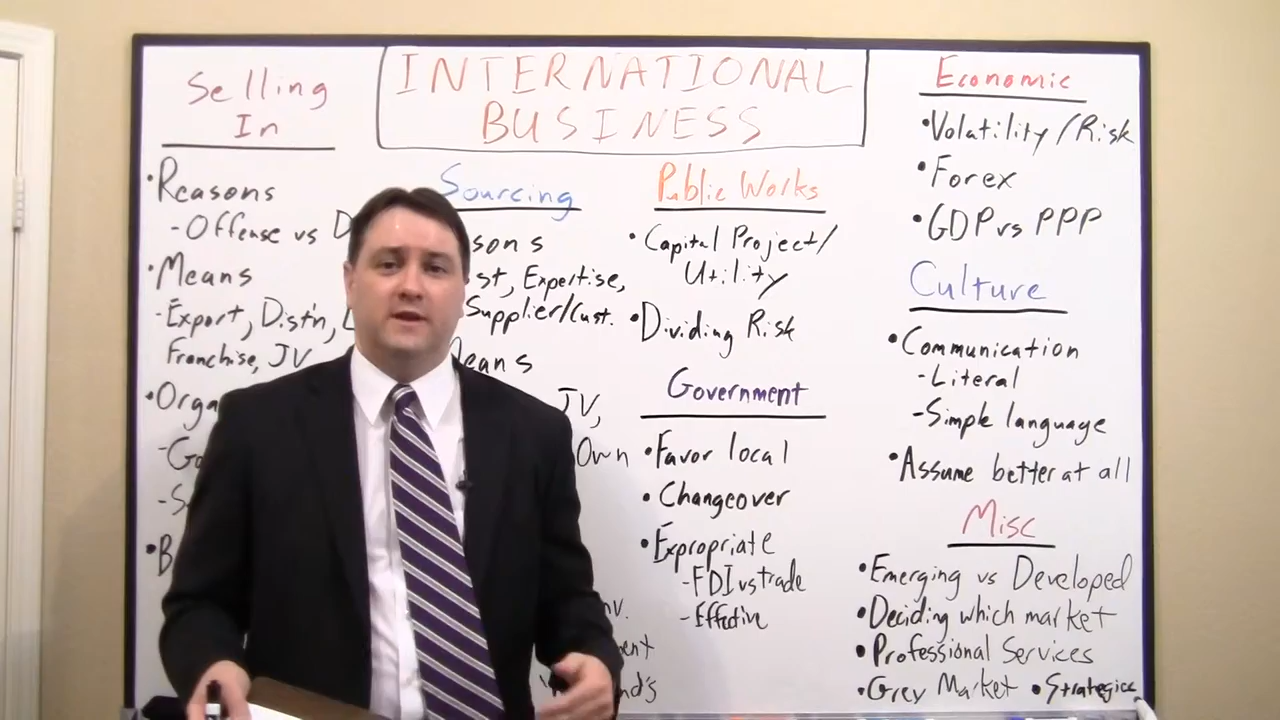 INTERNATIONAL
BUSINESS
Selling
In
•Reasons
-Offense vs D
•Means
-Export, Distn, L
Franchise, JV
•Orga
-Go
B
Sourcing
sons
st, Expertise,
Supplier/Cust.
Means
JV,
Own
nv.
ent
nd's
Public Works
•Capital Project/
Utility
•Dividing Risk
Government
•Favor local
•Changeover
•Expropriate
-FDI vs trade
-Effective
Economic
•Volatility/Risk
•Forex
•GDP vs PPP
Culture
•Communication
-Literal
-Simple language
•Assume better at all
Misc
•Emerging vs Developed
•Deciding which market
•Professional Services
•Grey Market •Strategics